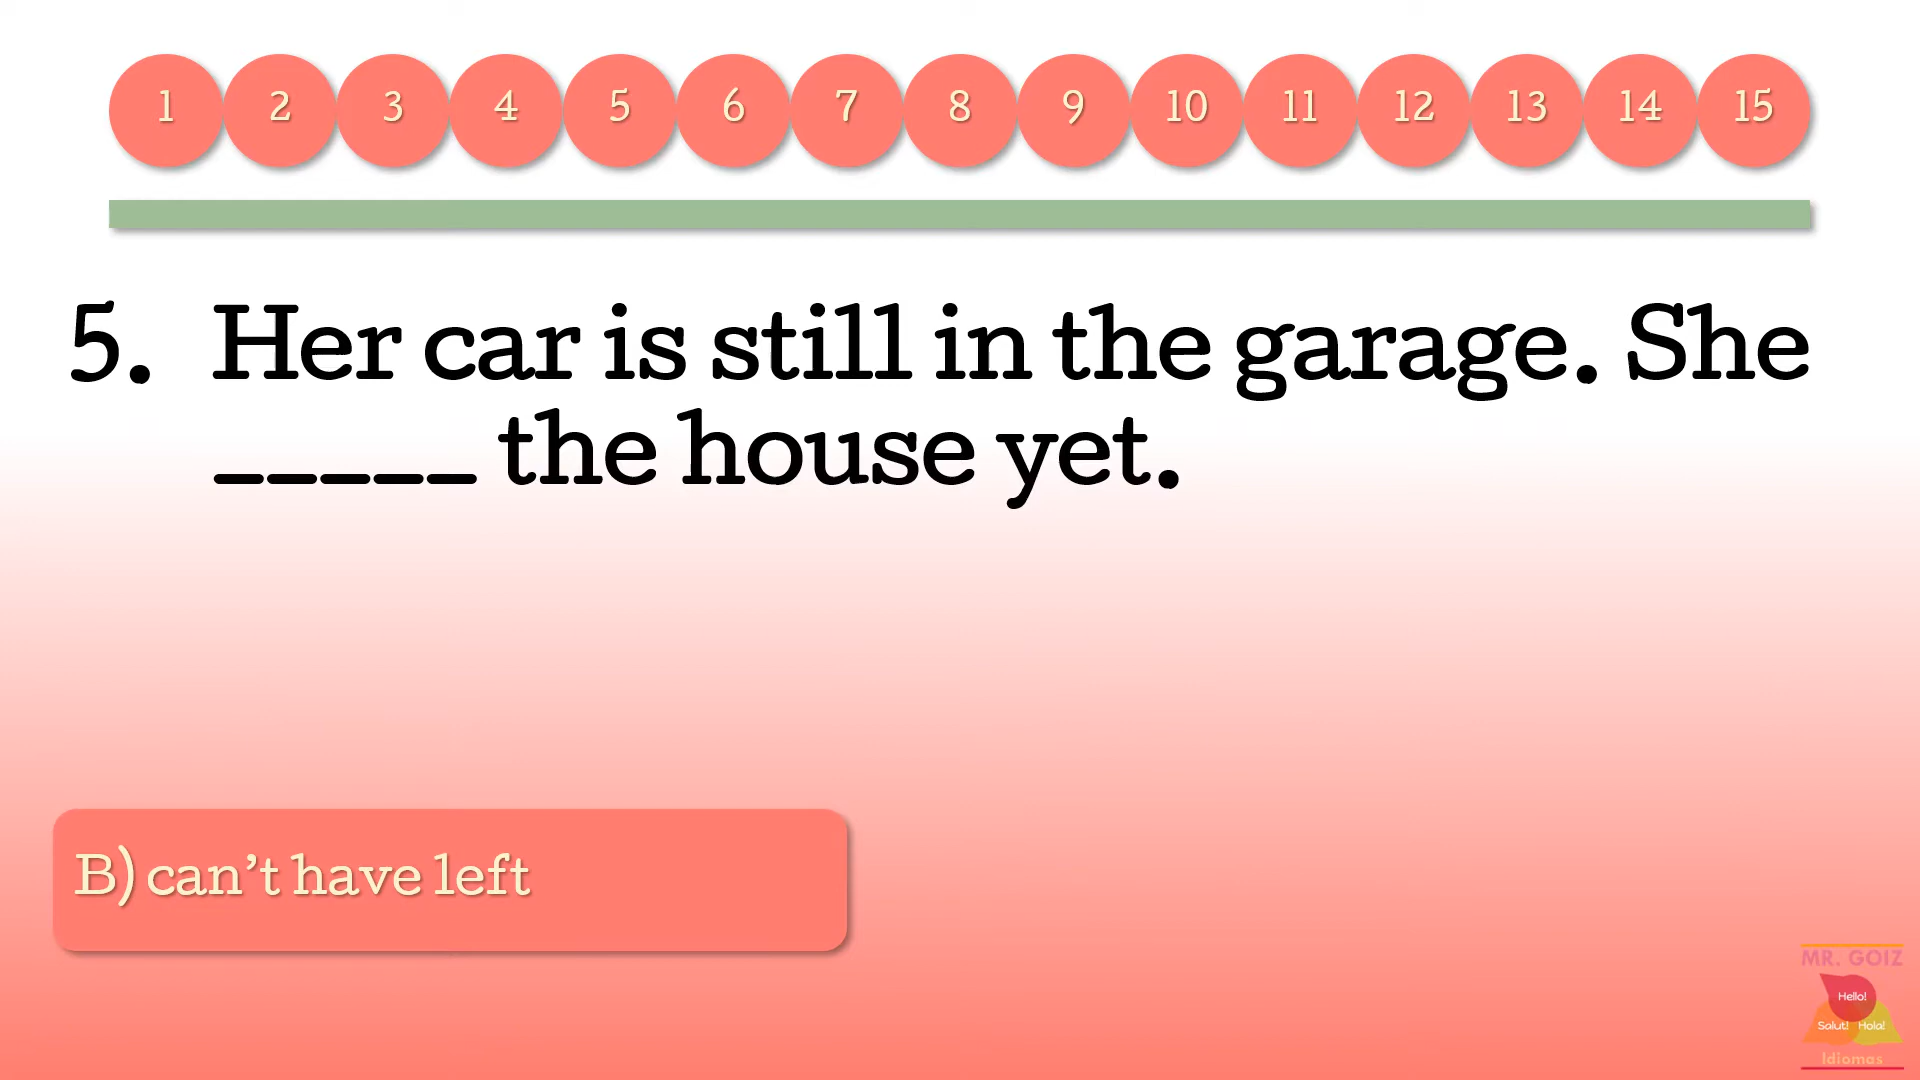 1 2 3 4 5 6 7 8 9 10 11 12 13 14 15
5. Her car is still in the garage. She
_____ the house yet.
B) can't have left
MR. GOIZ
Hello!
Salut! Hola!
Idiomas